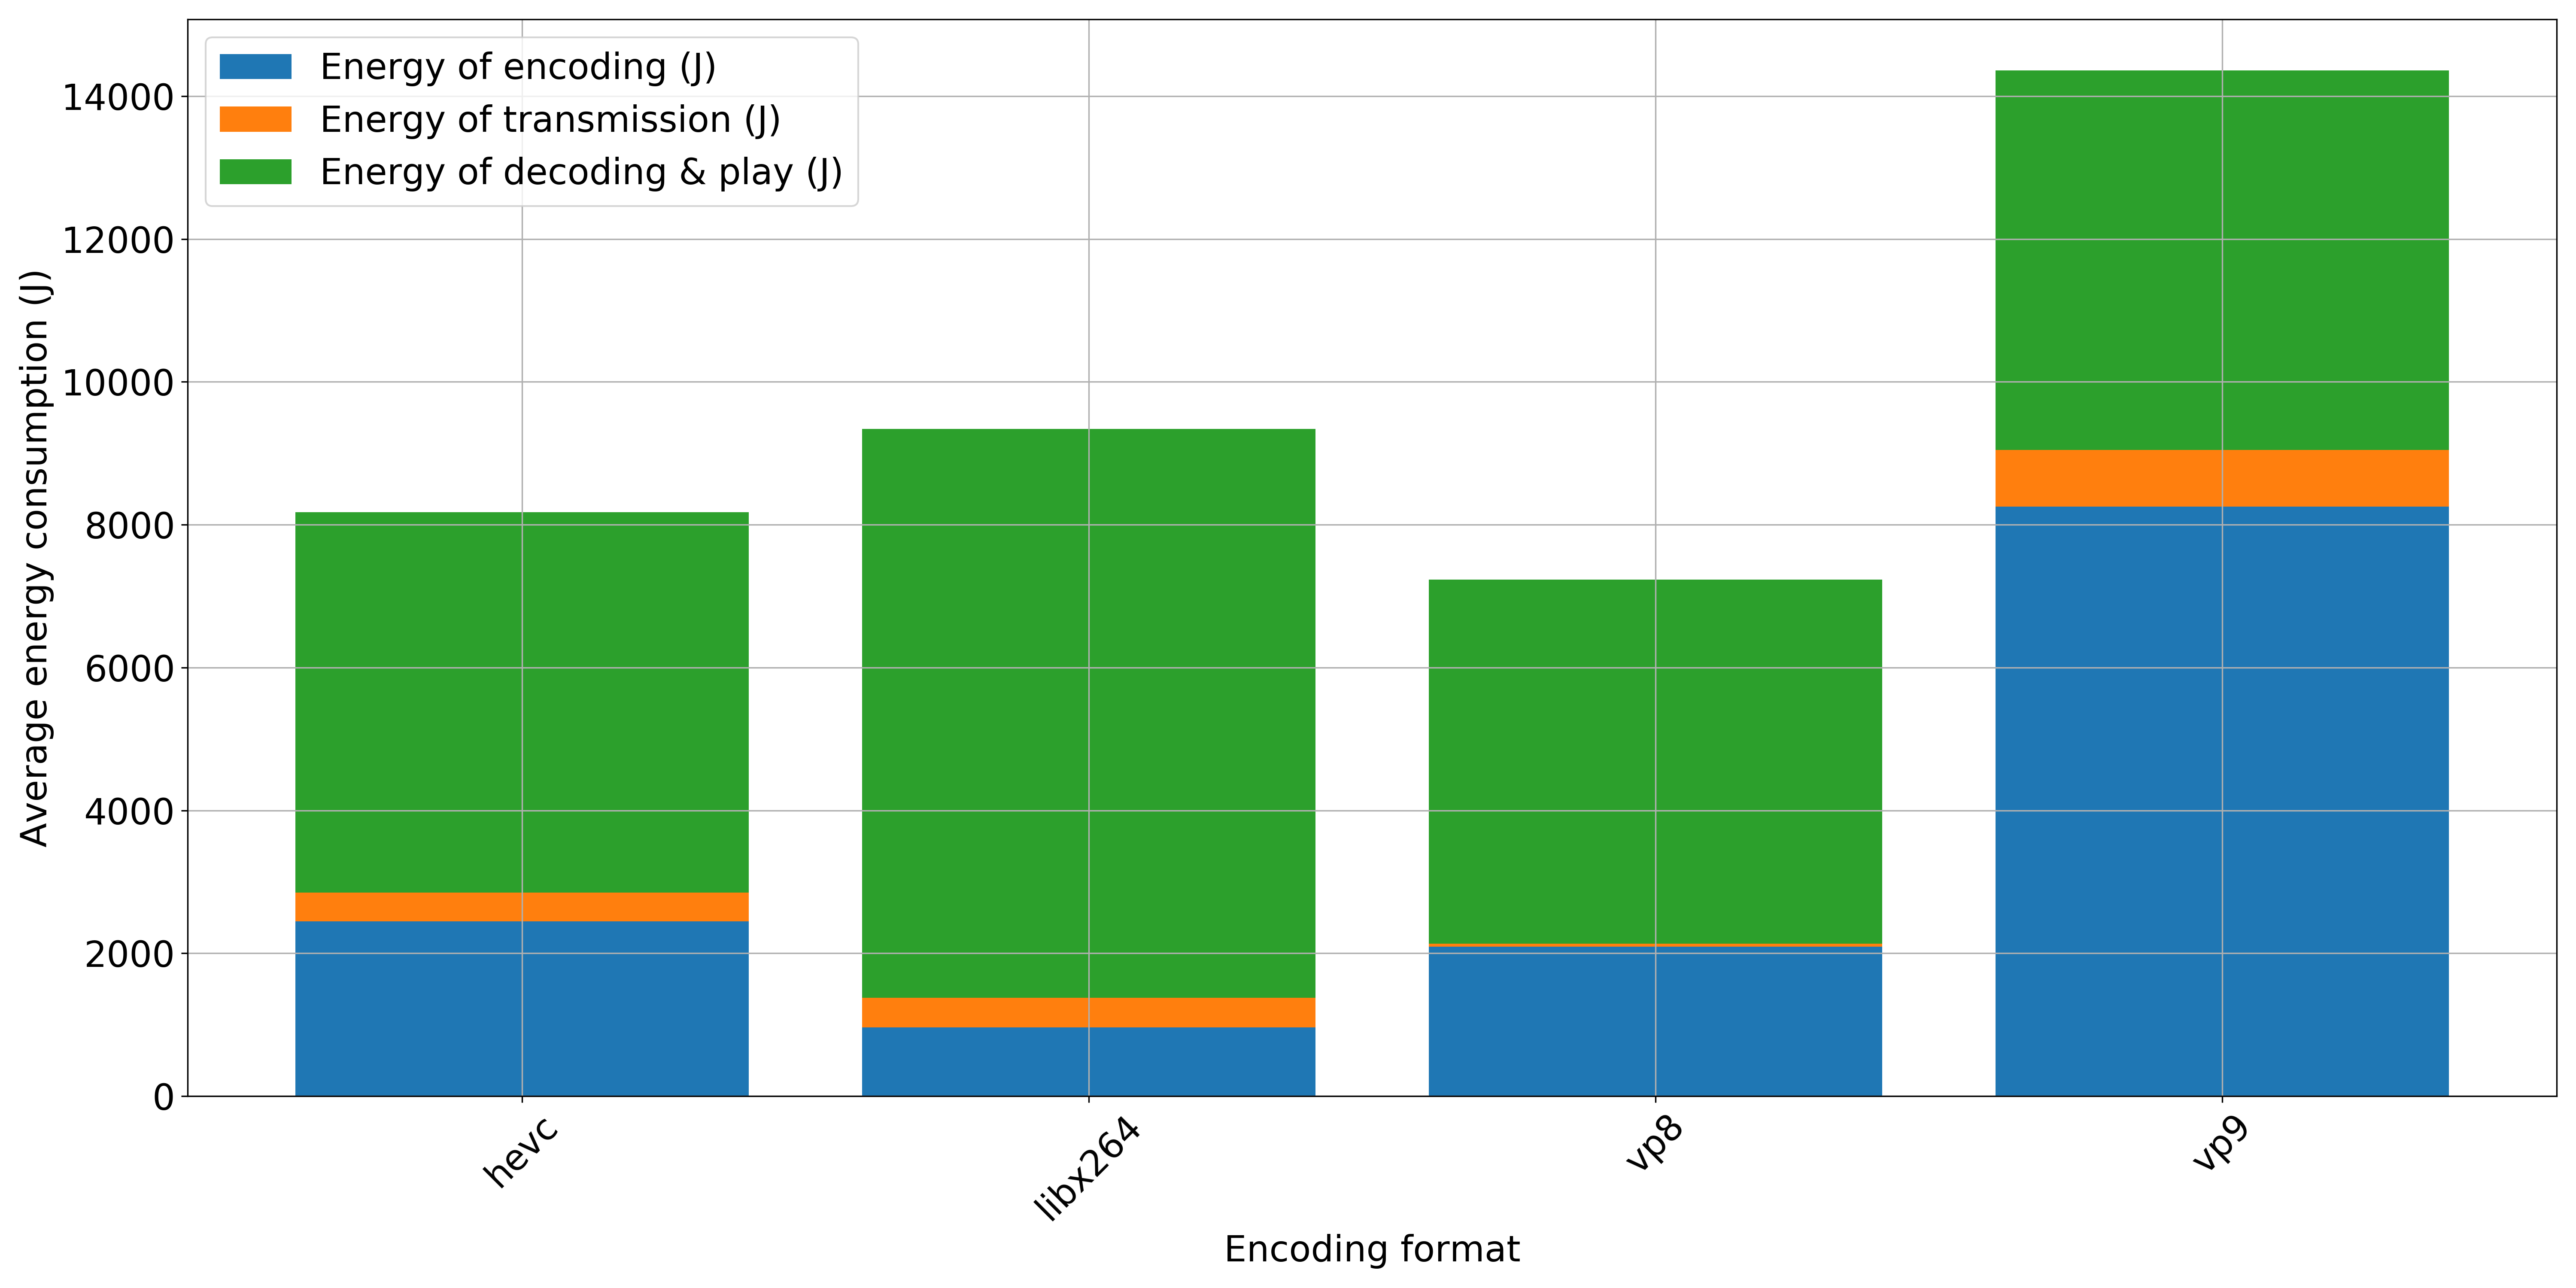 Energy of encoding (J)
Energy of transmission (J)
Energy of decoding & play (J)
Average energy consumption (J)
14000
12000
10000
8000
6000
4000
2000
0
hevc
libx264
vp8
vp9
Encoding format